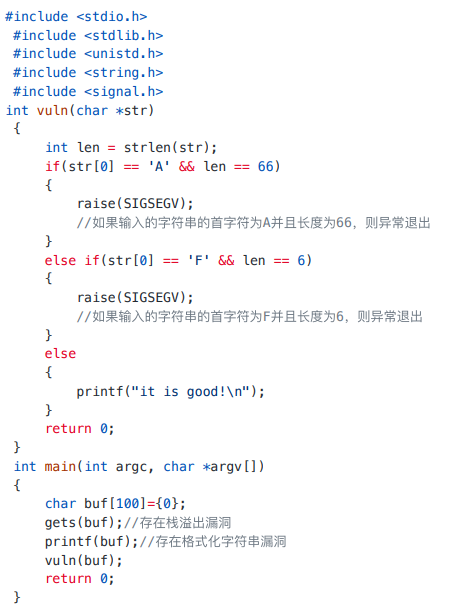 #include <stdio.h>
#include <stdlib.h>
#include <unistd.h>
#include <string.h>
#include <signal.h>
int vuln(char *str)
{
int len = strlen(str);
if(str[0] == 'A' && len == 66)
{
raise(SIGSEGV);
//如果输入的字符串的首字符为A并且长度为66，则异常退出
}
else if(str[0] == 'F' && len == 6)
{
raise(SIGSEGV);
//如果输入的字符串的首字符为F并且长度为6，则异常退出
}
else
{
printf("it is good!\n");
}
return 0;
}
int main(int argc, char *argv[])
{
char buf[100]={0};
gets(buf);//存在栈溢出漏洞
printf(buf);//存在格式化字符串漏洞
vuln(buf);
return 0;
}